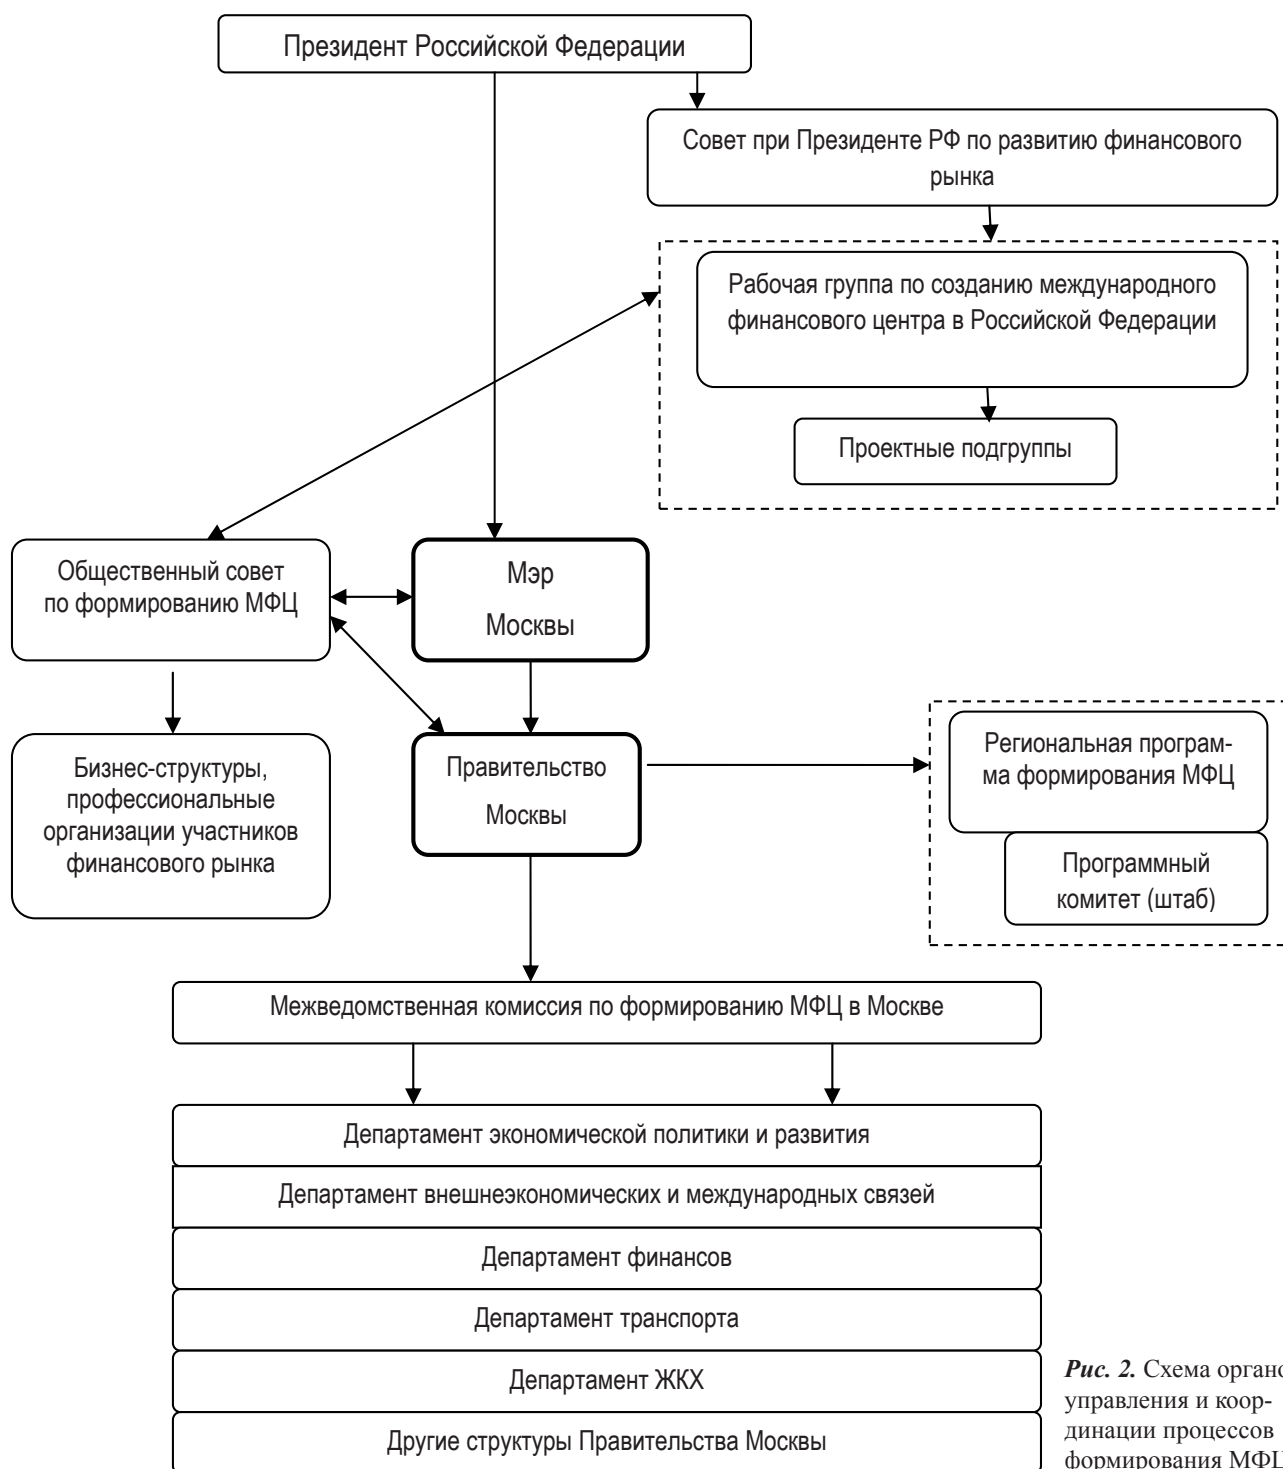 Президент Российской Федерации
Совет при Президенте РФ по развитию финансового
рынка
Рабочая группа по созданию международного
финансового центра в Российской Федерации
Проектные подгруппы
Общественный совет
по формированию МФЦ
Мэр
Москвы
Бизнес-структуры,
профессиональные
организации участников
финансового рынка
Правительство
Москвы
Региональная програм-
ма формирования МФЦ
Программный
комитет (штаб)
Межведомственная комиссия по формированию МФЦ в Москве
Департамент экономической политики и развития
Департамент внешнеэкономических и международных связей
Департамент финансов
Департамент транспорта
Департамент ЖКХ
Другие структуры Правительства Москвы
Рис. 2. Схема
управления и коор-
динации процессов
формирования МФЦ